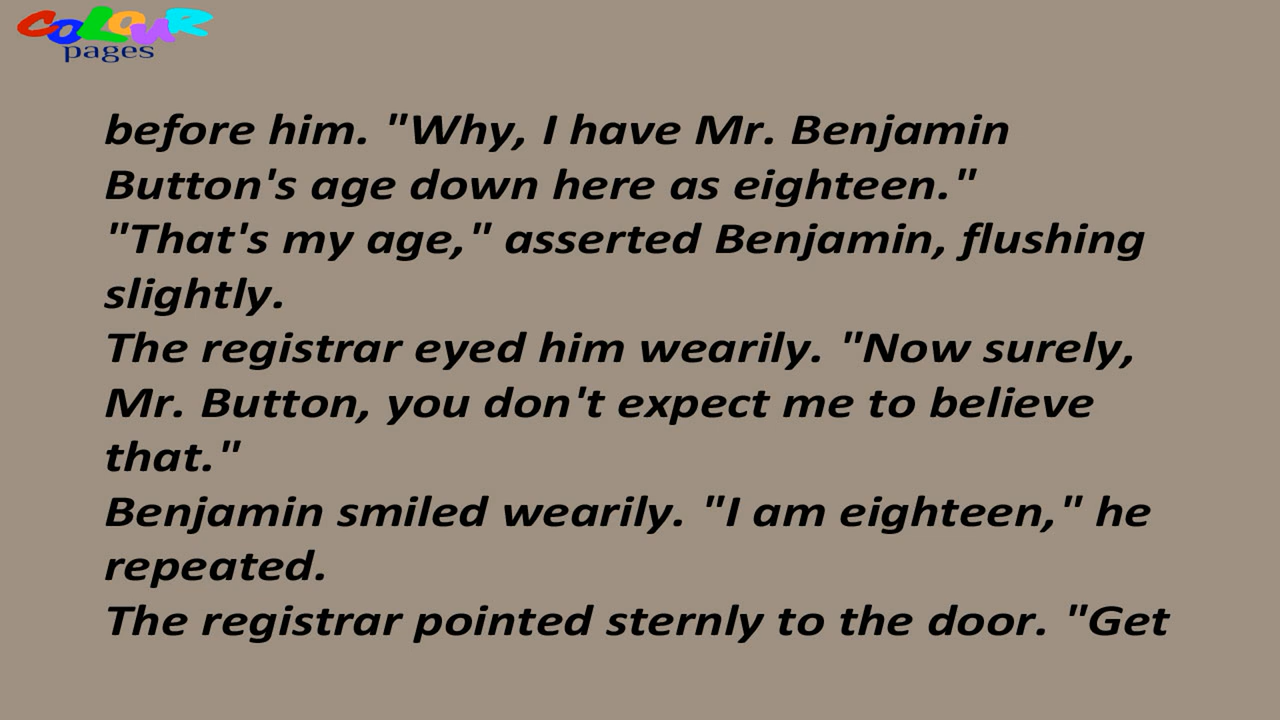 COLOUR
pages
before him. "Why, I have Mr. Benjamin
Button's age down here as eighteen."
"That's my age," asserted Benjamin, flushing
slightly.
The registrar eyed him wearily. "Now surely,
Mr. Button, you don't expect me to believe
that."
Benjamin smiled wearily. "I am eighteen," he
repeated.
The registrar pointed sternly to the door. "Get